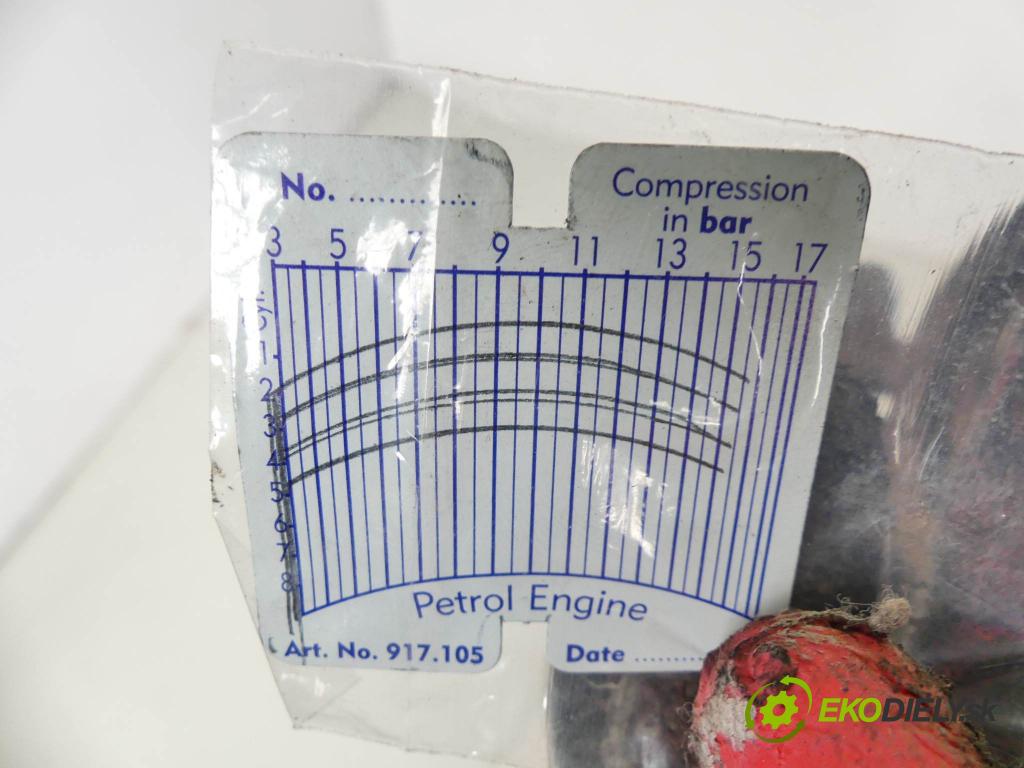 No. .............
Compression
in bar
3 5 7 9 11 13 15 17
Cyl.
1
2
3
4
5
6
7
8
Petrol Engine
Art. No. 917.105
Date ..........
EKODIELY.sk